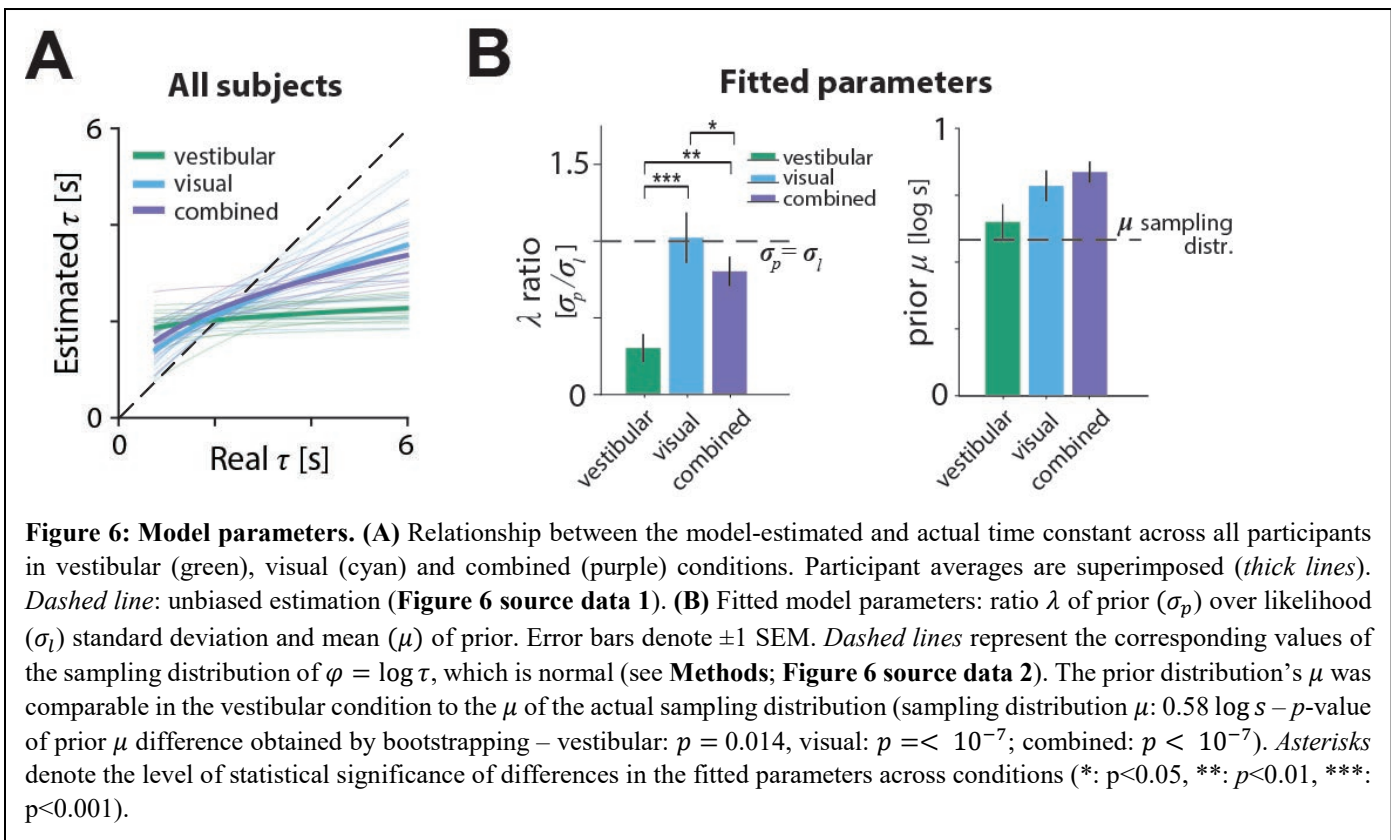 A
All subjects
6
vestibular
visual
combined
Estimated τ [s]
0
0
Real τ [s]
6
B
Fitted parameters
*
**
***
1.5
vestibular
visual
combined
λ ratio
[σp/σl]
σp = σl
0
vestibular
visual
combined
1
prior μ [log s]
μ sampling
distr.
0
vestibular
visual
combined
Figure 6: Model parameters. (A) Relationship between the model-estimated and actual time constant across all participants
in vestibular (green), visual (cyan) and combined (purple) conditions. Participant averages are superimposed (thick lines).
Dashed line: unbiased estimation (Figure 6 source data 1). (B) Fitted model parameters: ratio λ of prior (σp) over likelihood
(σl) standard deviation and mean (μ) of prior. Error bars denote ±1 SEM. Dashed lines represent the corresponding values of
the sampling distribution of φ = log τ, which is normal (see Methods; Figure 6 source data 2). The prior distribution’s μ was
comparable in the vestibular condition to the μ of the actual sampling distribution (sampling distribution μ: 0.58 log s – p-value
of prior μ difference obtained by bootstrapping – vestibular: p = 0.014, visual: p =< 10⁻⁷; combined: p < 10⁻⁷). Asterisks
denote the level of statistical significance of differences in the fitted parameters across conditions (*: p<0.05, **: p<0.01, ***:
p<0.001).